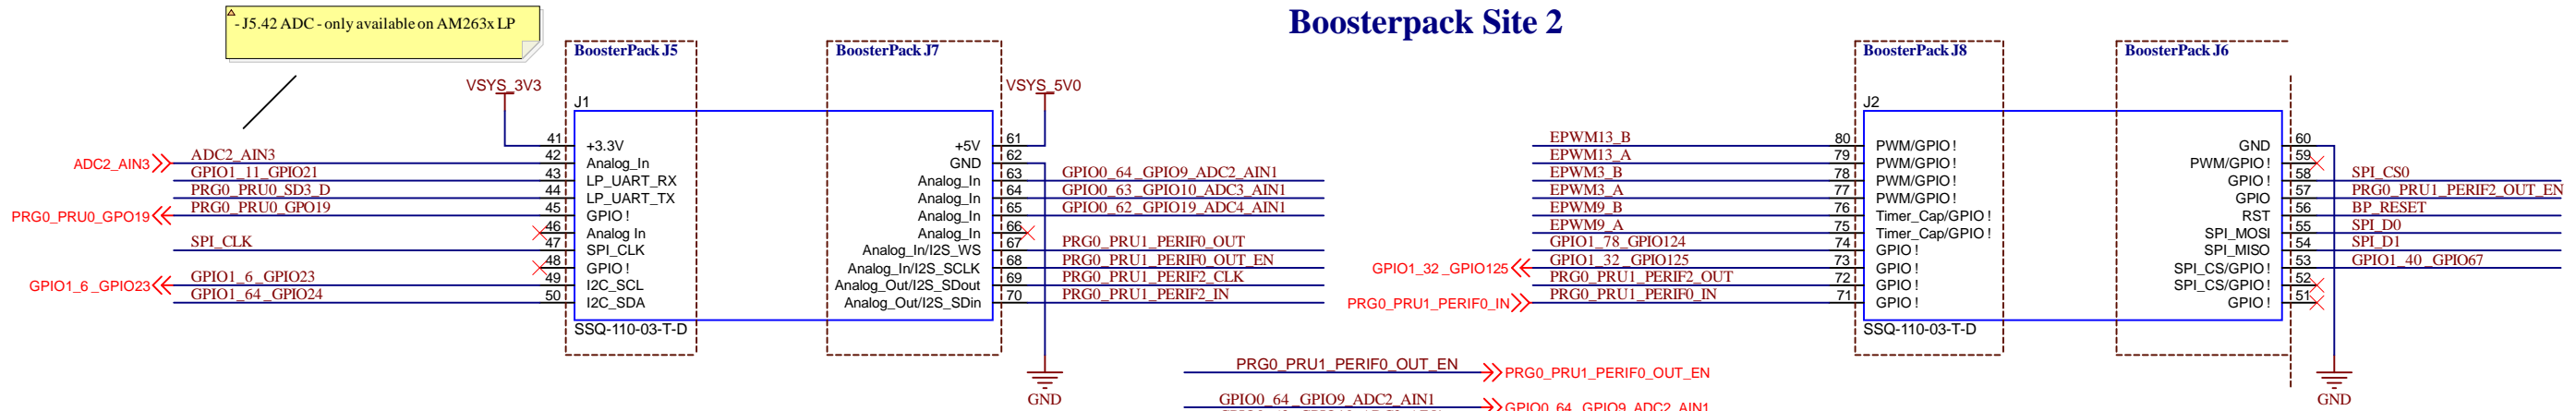 Boosterpack Site 2
- J5.42 ADC - only available on AM263x LP
BoosterPack J5
BoosterPack J7
BoosterPack J8
BoosterPack J6
VSYS_3V3
VSYS_5V0
J1
41 +3.3V
ADC2_AIN3 ADC2_AIN3 42 Analog_In
GPIO1_11_GPIO21 43 LP_UART_RX
PRG0_PRU0_SD3_D 44 LP_UART_TX
PRG0_PRU0_GPO19 PRG0_PRU0_GPO19 45 GPIO !
46 Analog In
SPI_CLK 47 SPI_CLK
48 GPIO !
GPIO1_6_GPIO23 GPIO1_6_GPIO23 49 I2C_SCL
GPIO1_64_GPIO24 50 I2C_SDA
+5V 61
GND 62
Analog_In 63 GPIO0_64_GPIO9_ADC2_AIN1
Analog_In 64 GPIO0_63_GPIO10_ADC3_AIN1
Analog_In 65 GPIO0_62_GPIO19_ADC4_AIN1
Analog_In 66
Analog_In/I2S_WS 67 PRG0_PRU1_PERIF0_OUT
Analog_In/I2S_SCLK 68 PRG0_PRU1_PERIF0_OUT_EN
Analog_Out/I2S_SDout 69 PRG0_PRU1_PERIF2_CLK
Analog_Out/I2S_SDin 70 PRG0_PRU1_PERIF2_IN
SSQ-110-03-T-D
GND
J2
EPWM13_B 80 PWM/GPIO !
EPWM13_A 79 PWM/GPIO !
EPWM3_B 78 PWM/GPIO !
EPWM3_A 77 PWM/GPIO !
EPWM9_B 76 Timer_Cap/GPIO !
EPWM9_A 75 Timer_Cap/GPIO !
GPIO1_78_GPIO124 74 GPIO !
GPIO1_32_GPIO125 GPIO1_32_GPIO125 73 GPIO !
PRG0_PRU1_PERIF2_OUT 72 GPIO !
PRG0_PRU1_PERIF0_IN PRG0_PRU1_PERIF0_IN 71 GPIO !
GND 60
PWM/GPIO ! 59
GPIO ! 58 SPI_CS0
GPIO 57 PRG0_PRU1_PERIF2_OUT_EN
RST 56 BP_RESET
SPI_MOSI 55 SPI_D0
SPI_MISO 54 SPI_D1
SPI_CS/GPIO ! 53 GPIO1_40_GPIO67
SPI_CS/GPIO ! 52
GPIO ! 51
SSQ-110-03-T-D
GND
PRG0_PRU1_PERIF0_OUT_EN PRG0_PRU1_PERIF0_OUT_EN
GPIO0_64_GPIO9_ADC2_AIN1 GPIO0_64_GPIO9_ADC2_AIN1